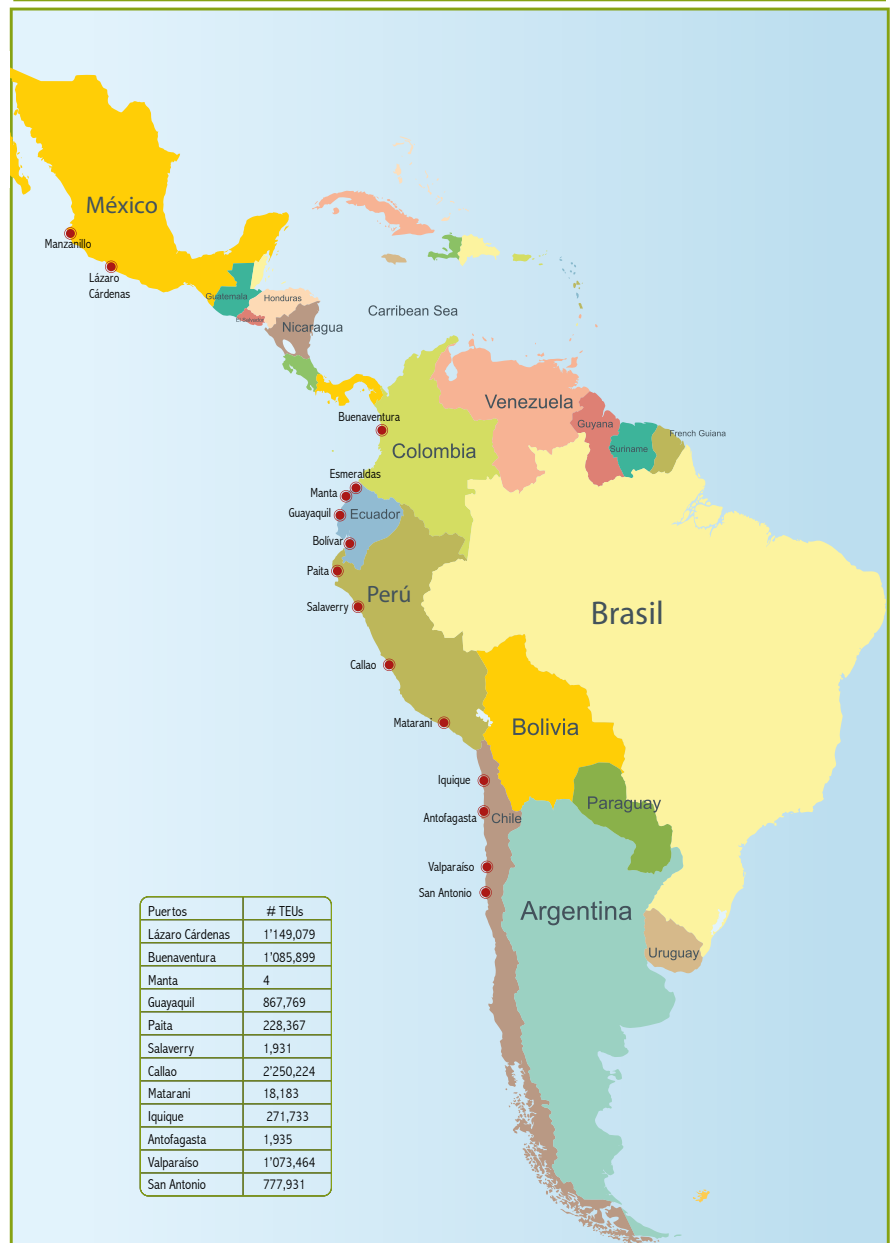 México
Manzanillo
Lázaro
Cárdenas
Guatemala
Honduras
El Salvador
Nicaragua
Carribean Sea
Buenaventura
Venezuela
Guyana
Suriname
French Guiana
Colombia
Esmeraldas
Manta
Guayaquil
Ecuador
Bolívar
Paita
Perú
Salaverry
Brasil
Callao
Matarani
Bolivia
Iquique
Paraguay
Antofagasta
Chile
Valparaíso
San Antonio
Argentina
Uruguay
Puertos # TEUs
Lázaro Cárdenas 1'149,079
Buenaventura 1'085,899
Manta 4
Guayaquil 867,769
Paita 228,367
Salaverry 1,931
Callao 2'250,224
Matarani 18,183
Iquique 271,733
Antofagasta 1,935
Valparaíso 1'073,464
San Antonio 777,931